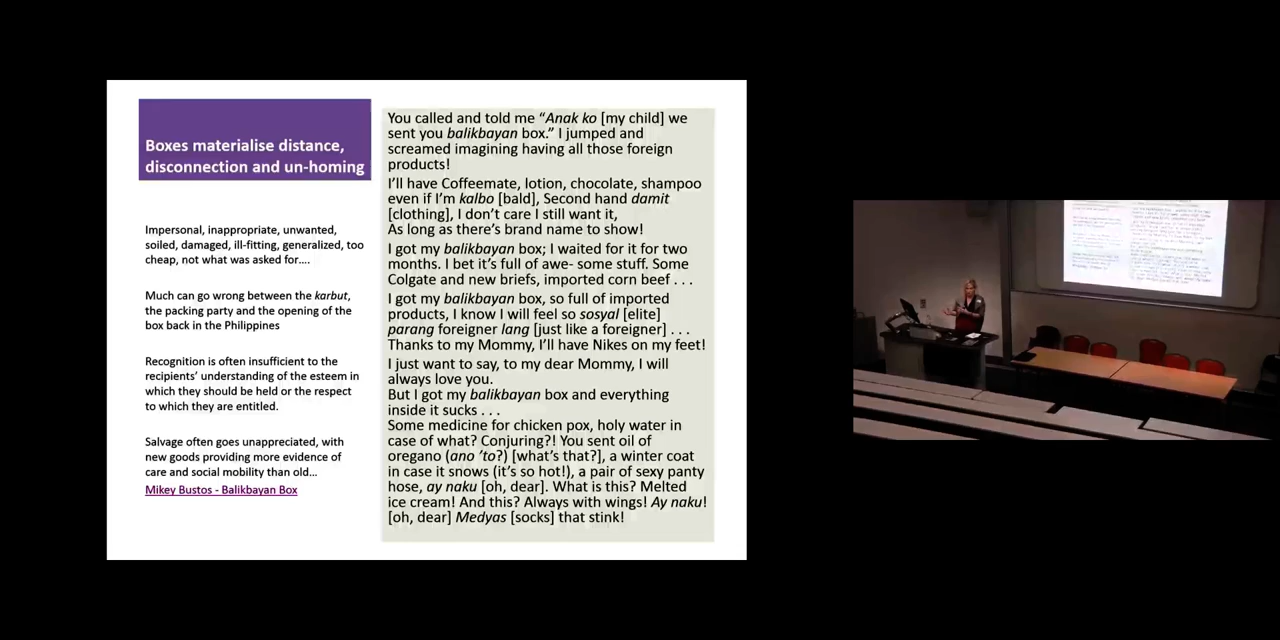 Boxes materialise distance,
disconnection and un-homing
Impersonal, inappropriate, unwanted,
soiled, damaged, ill-fitting, generalized, too
cheap, not what was asked for....
Much can go wrong between the karbut,
the packing party and the opening of the
box back in the Philippines
Recognition is often insufficient to the
recipients' understanding of the esteem in
which they should be held or the respect
to which they are entitled.
Salvage often goes unappreciated, with
new goods providing more evidence of
care and social mobility than old…
Mikey Bustos - Balikbayan Box
You called and told me “Anak ko [my child] we
sent you balikbayan box.” I jumped and
screamed imagining having all those foreign
products!
I’ll have Coffeemate, lotion, chocolate, shampoo
even if I’m kalbo [bald], Second hand damit
[clothing], I don’t care I still want it,
As long as there’s brand name to show!
I got my balikbayan box; I waited for it for two
months. I bet it’s full of awe- some stuff. Some
Colgate and new briefs, imported corn beef . . .
I got my balikbayan box, so full of imported
products, I know I will feel so sosyal [elite]
parang foreigner lang [just like a foreigner] . . .
Thanks to my Mommy, I’ll have Nikes on my feet!
I just want to say, to my dear Mommy, I will
always love you.
But I got my balikbayan box and everything
inside it sucks . . .
Some medicine for chicken pox, holy water in
case of what? Conjuring?! You sent oil of
oregano (ano ’to?) [what’s that?], a winter coat
in case it snows (it’s so hot!), a pair of sexy panty
hose, ay naku [oh, dear]. What is this? Melted
ice cream! And this? Always with wings! Ay naku!
[oh, dear] Medyas [socks] that stink!